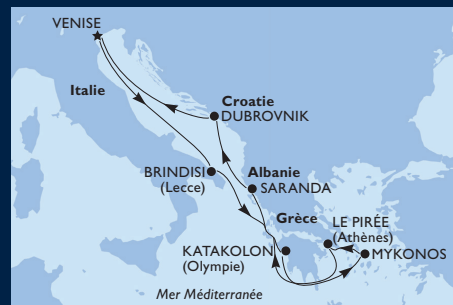 VENISE
Italie
Croatie
DUBROVNIK
BRINDISI
(Lecce)
Albanie
SARANDA
Grèce
LE PIRÉE
(Athènes)
MYKONOS
KATAKOLON
(Olympie)
Mer Méditerranée